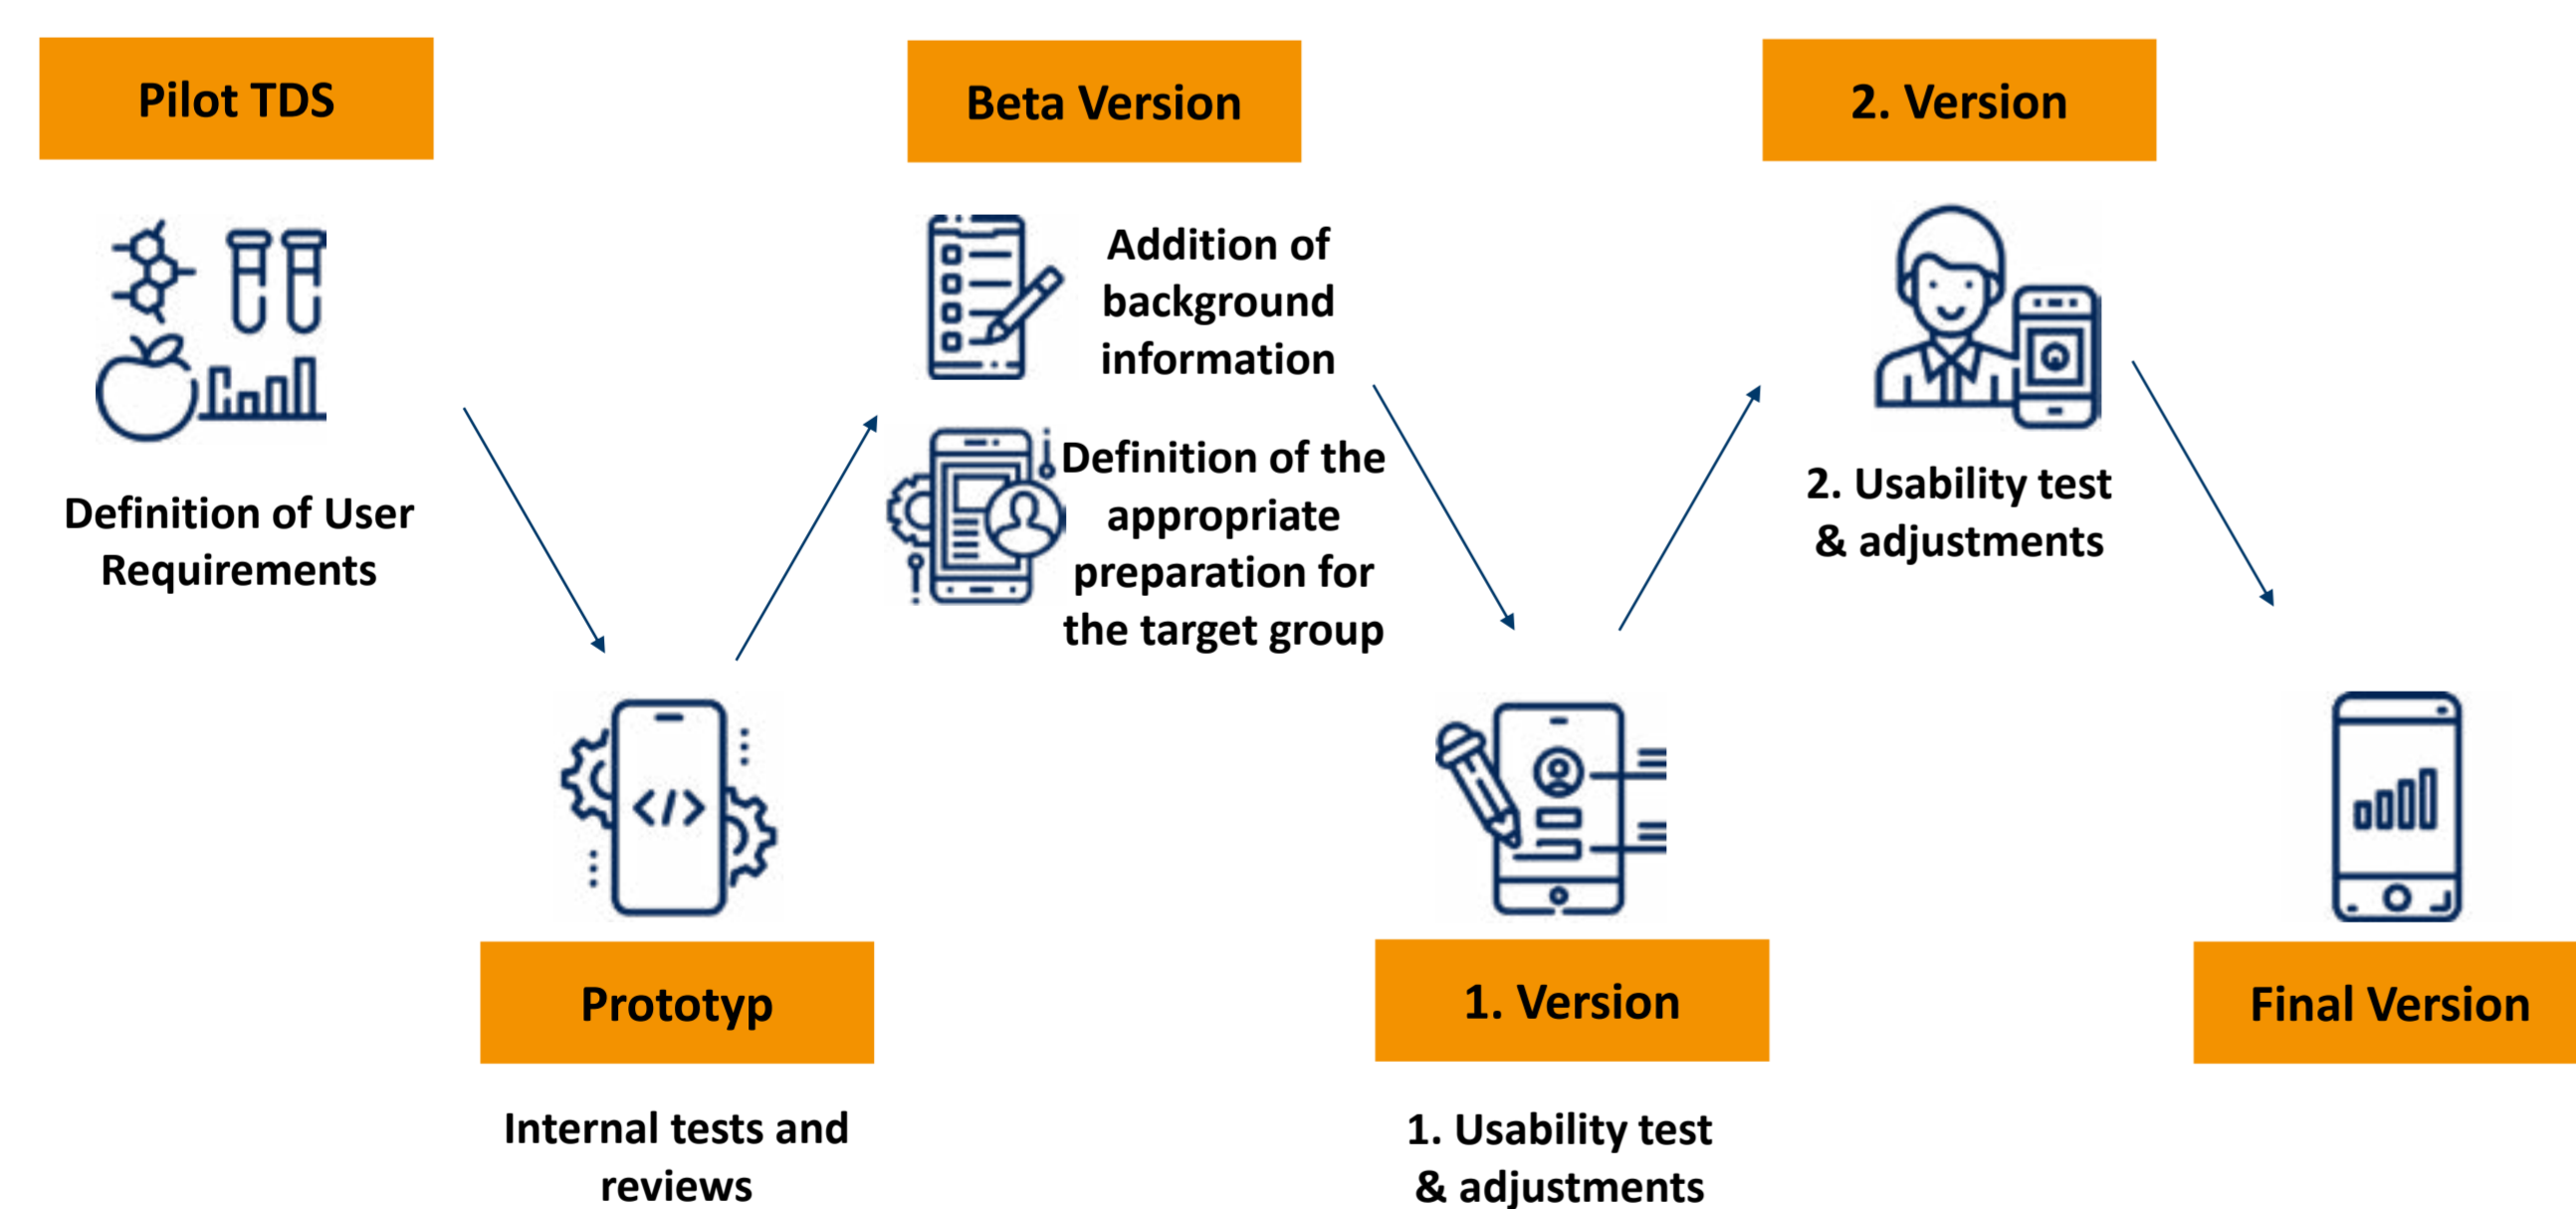 Pilot TDS
Definition of User
Requirements
Prototyp
Internal tests and
reviews
Beta Version
Addition of
background
information
Definition of the
appropriate
preparation for
the target group
1. Version
1. Usability test
& adjustments
2. Version
2. Usability test
& adjustments
Final Version